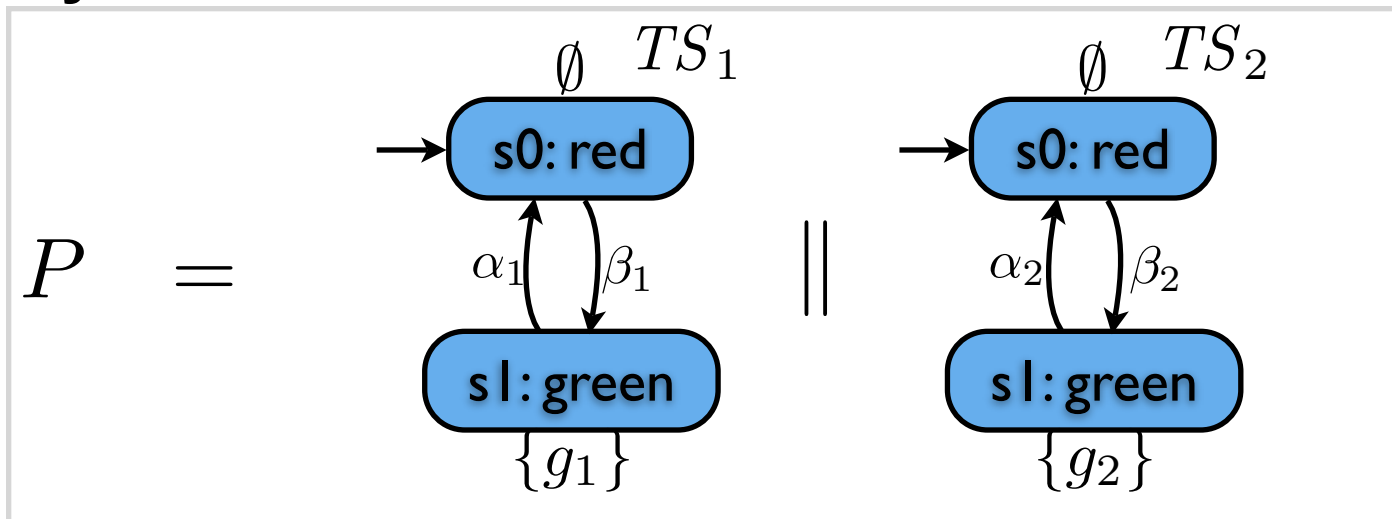 ∅ TS₁ ∅ TS₂
s0: red s0: red
P = α₁ β₁ || α₂ β₂
s1: green s1: green
{g₁} {g₂}